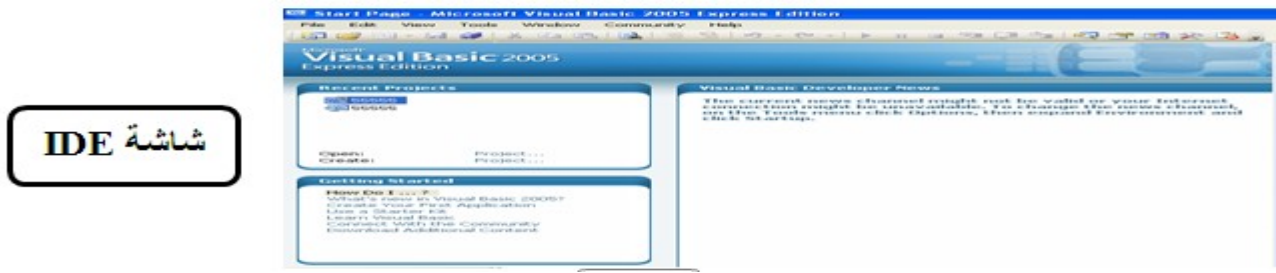 Start Page - Microsoft Visual Basic 2005 Express Edition
File Edit View Tools Window Community Help
Microsoft
Visual Basic 2005
Express Edition
Recent Projects
Open: Project...
Create: Project...
Getting Started
How Do I ... ?
What's new in Visual Basic 2005?
Create Your First Application
Use a Starter Kit
Learn Visual Basic
Connect With the Community
Download Additional Content
Visual Basic Developer News
The current news channel might not be valid or your Internet
connection might be unavailable. To change the news channel,
on the Tools menu click Options, then expand Environment and
click Startup.
شاشة IDE